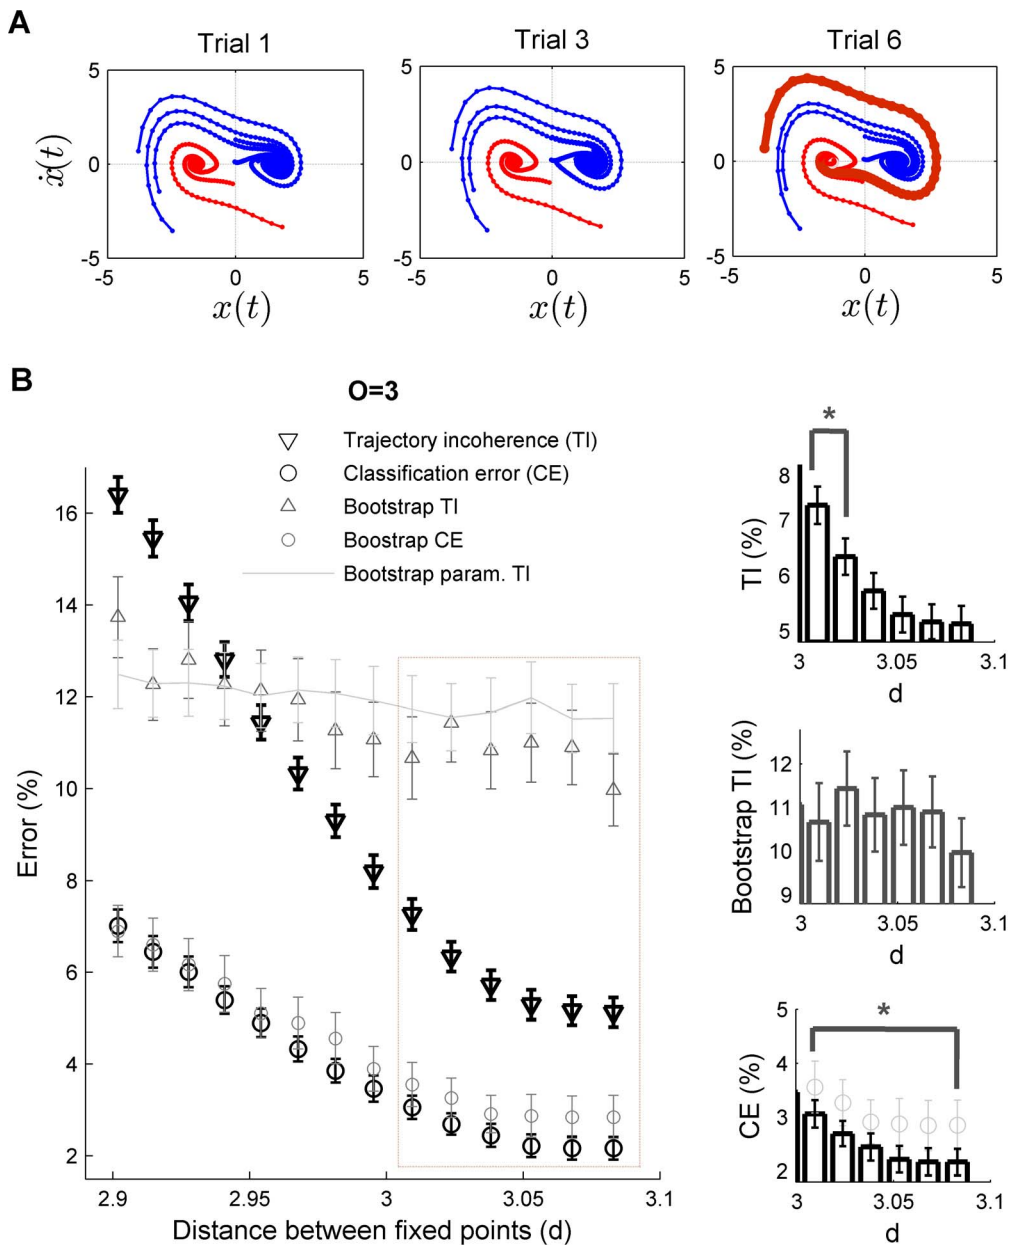 A
Trial 1
Trial 3
Trial 6
5
0
-5
ẋ(t)
-5 0 5
x(t)
5
0
-5
-5 0 5
x(t)
5
0
-5
-5 0 5
x(t)
B
O=3
Trajectory incoherence (TI)
Classification error (CE)
Bootstrap TI
Boostrap CE
Bootstrap param. TI
16
14
12
10
8
6
4
2
Error (%)
2.9 2.95 3 3.05 3.1
Distance between fixed points (d)
*
8
7
6
5
TI (%)
3 3.05 3.1
d
12
11
10
9
Bootstrap TI (%)
3 3.05 3.1
d
*
5
4
3
2
CE (%)
3 3.05 3.1
d